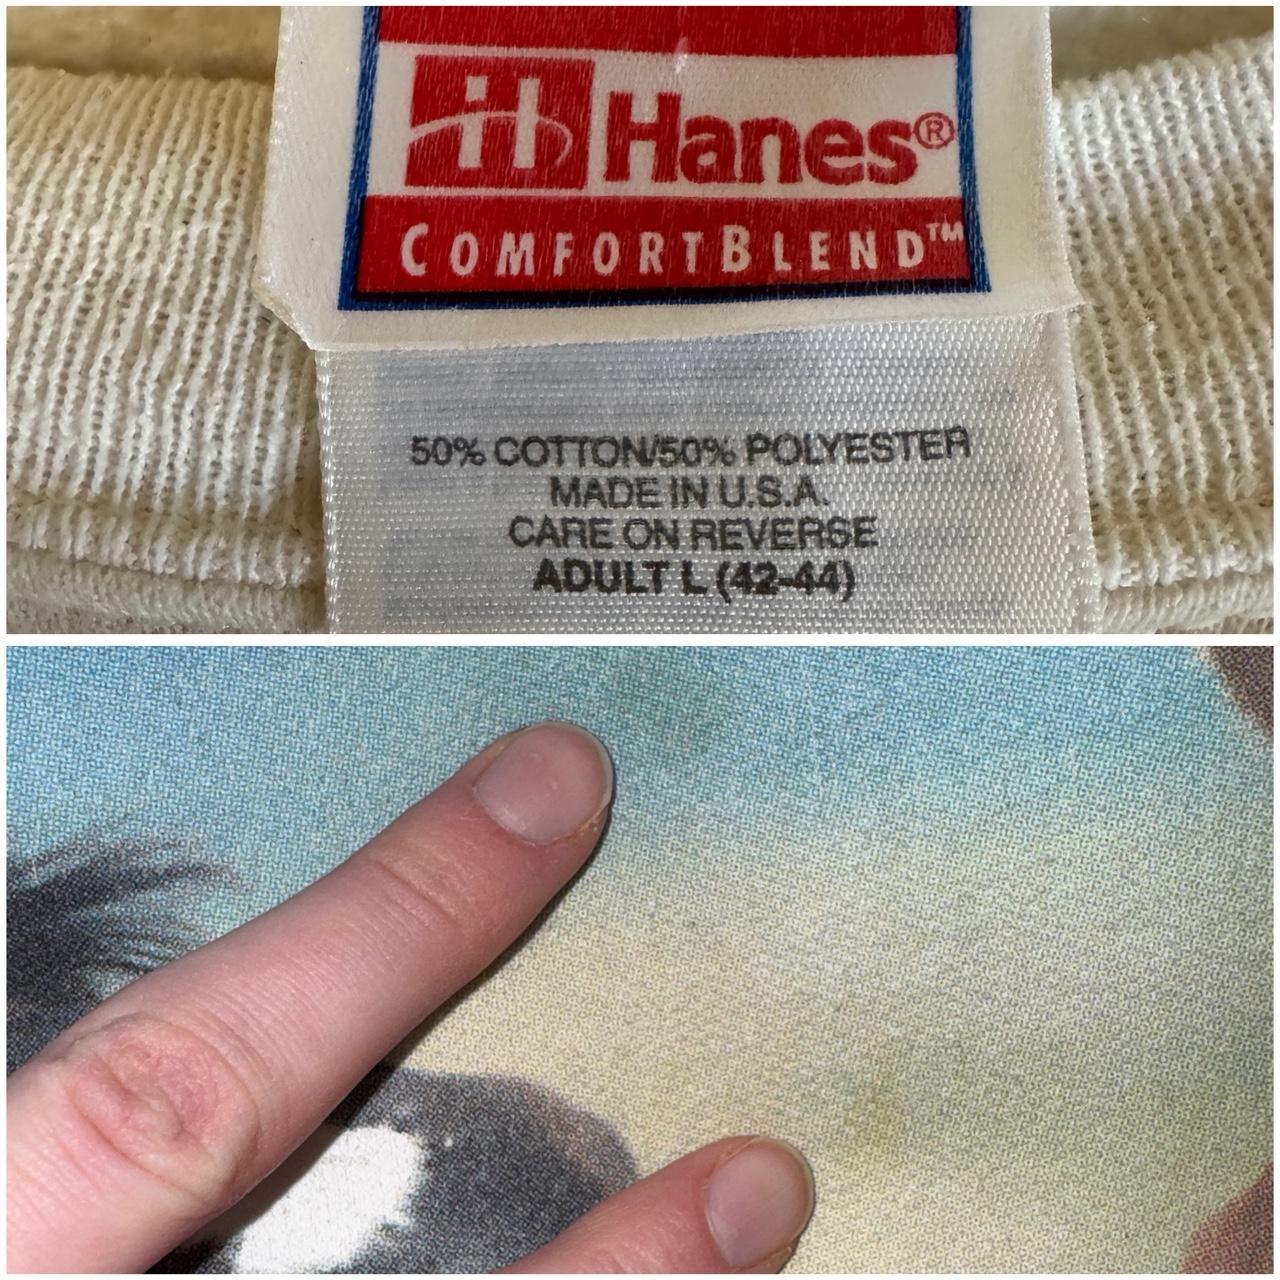 Hanes®
COMFORTBLEND™
50% COTTON/50% POLYESTER
MADE IN U.S.A.
CARE ON REVERSE
ADULT L (42-44)